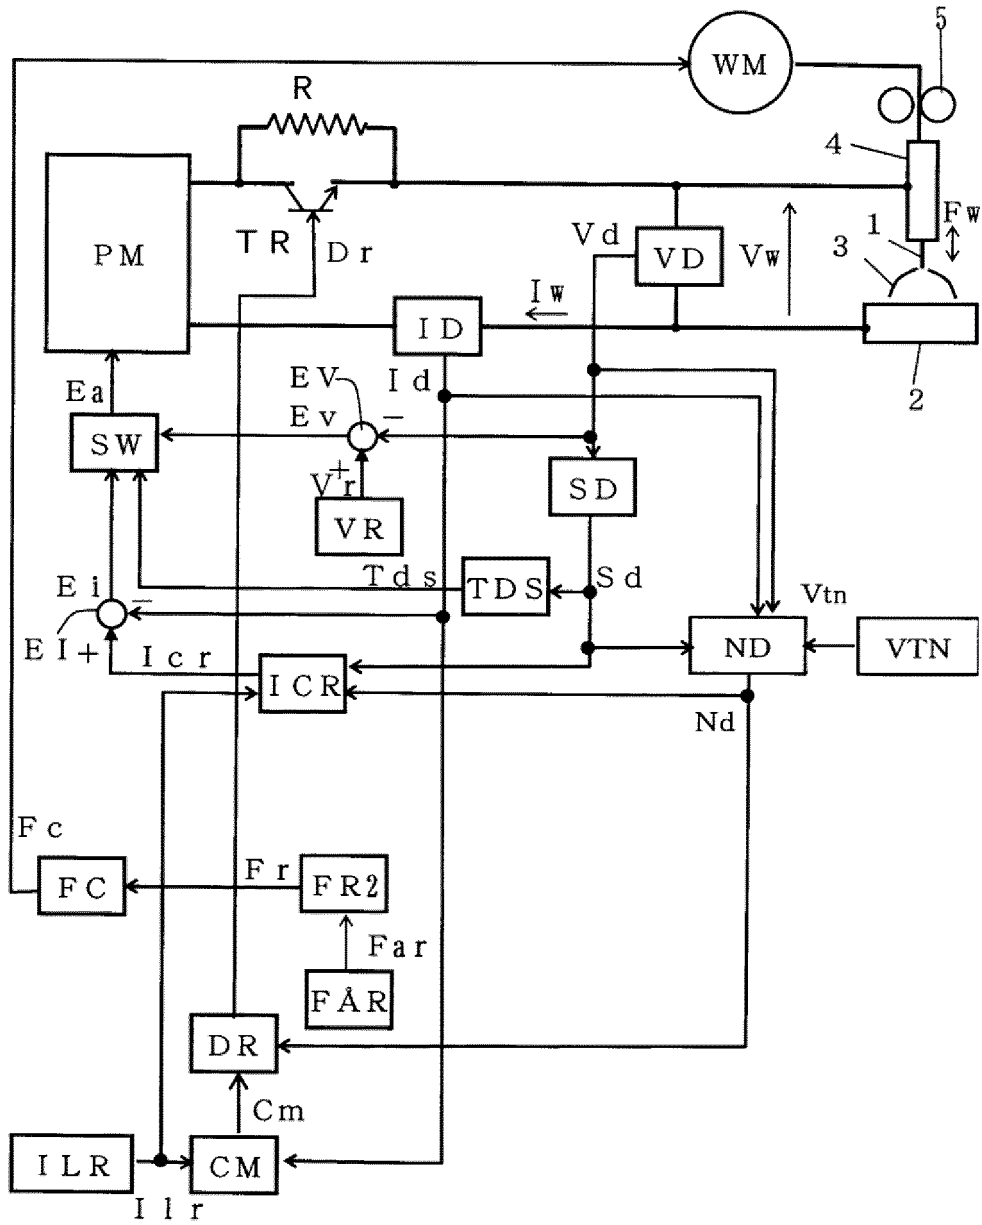 5
WM
R
4
Fw
TR
Dr
Vd
PM
VD
Vw
1
3
Iw
ID
2
Ea
EV
Id
Ev
−
SW
+
Vr
SD
VR
Tds
TDS
Sd
Ei
−
Vtn
EI
+
Icr
ND
VTN
ICR
Nd
Fc
Fr
FC
FR2
Far
FÅR
DR
Cm
ILR
CM
Ilr